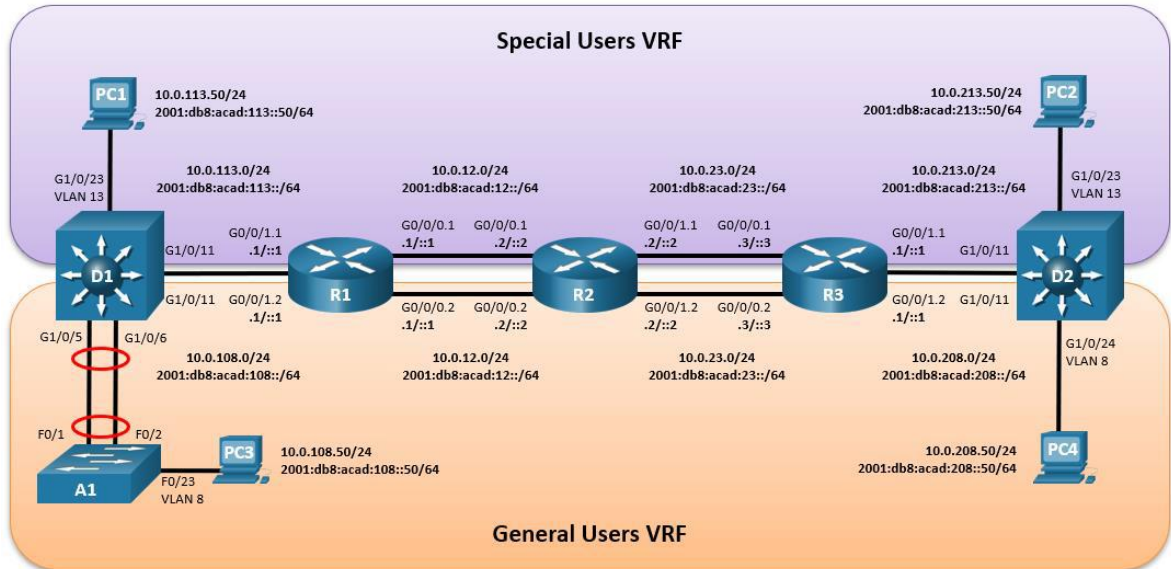 Special Users VRF
PC1
10.0.113.50/24
2001:db8:acad:113::50/64
10.0.213.50/24
2001:db8:acad:213::50/64
PC2
G1/0/23
VLAN 13
10.0.113.0/24
2001:db8:acad:113::/64
10.0.12.0/24
2001:db8:acad:12::/64
10.0.23.0/24
2001:db8:acad:23::/64
10.0.213.0/24
2001:db8:acad:213::/64
G1/0/23
VLAN 13
D1
G1/0/11
G0/0/1.1
.1/::1
R1
G0/0/0.1
.1/::1
G0/0/0.1
.2/::2
R2
G0/0/1.1
.2/::2
G0/0/0.1
.3/::3
R3
G0/0/1.1
.1/::1
G1/0/11
D2
G1/0/11
G0/0/1.2
.1/::1
G0/0/0.2
.1/::1
G0/0/0.2
.2/::2
G0/0/1.2
.2/::2
G0/0/0.2
.3/::3
G0/0/1.2
.1/::1
G1/0/11
G1/0/5
G1/0/6
10.0.108.0/24
2001:db8:acad:108::/64
10.0.12.0/24
2001:db8:acad:12::/64
10.0.23.0/24
2001:db8:acad:23::/64
10.0.208.0/24
2001:db8:acad:208::/64
G1/0/24
VLAN 8
F0/1
F0/2
A1
F0/23
VLAN 8
PC3
10.0.108.50/24
2001:db8:acad:108::50/64
10.0.208.50/24
2001:db8:acad:208::50/64
PC4
General Users VRF